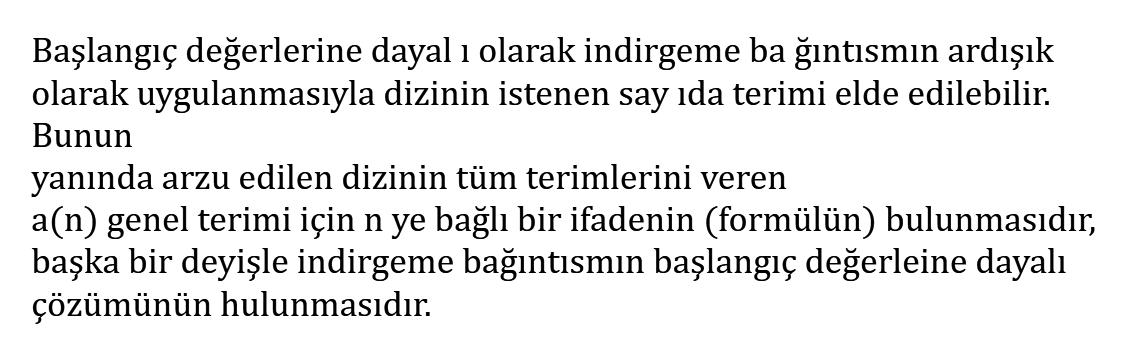 Başlangıç değerlerine dayal ı olarak indirgeme ba ğıntısmın ardışık
olarak uygulanmasıyla dizinin istenen say ıda terimi elde edilebilir.
Bunun
yanında arzu edilen dizinin tüm terimlerini veren
a(n) genel terimi için n ye bağlı bir ifadenin (formülün) bulunmasıdır,
başka bir deyişle indirgeme bağıntısmın başlangıç değerleine dayalı
çözümünün hulunmasıdır.